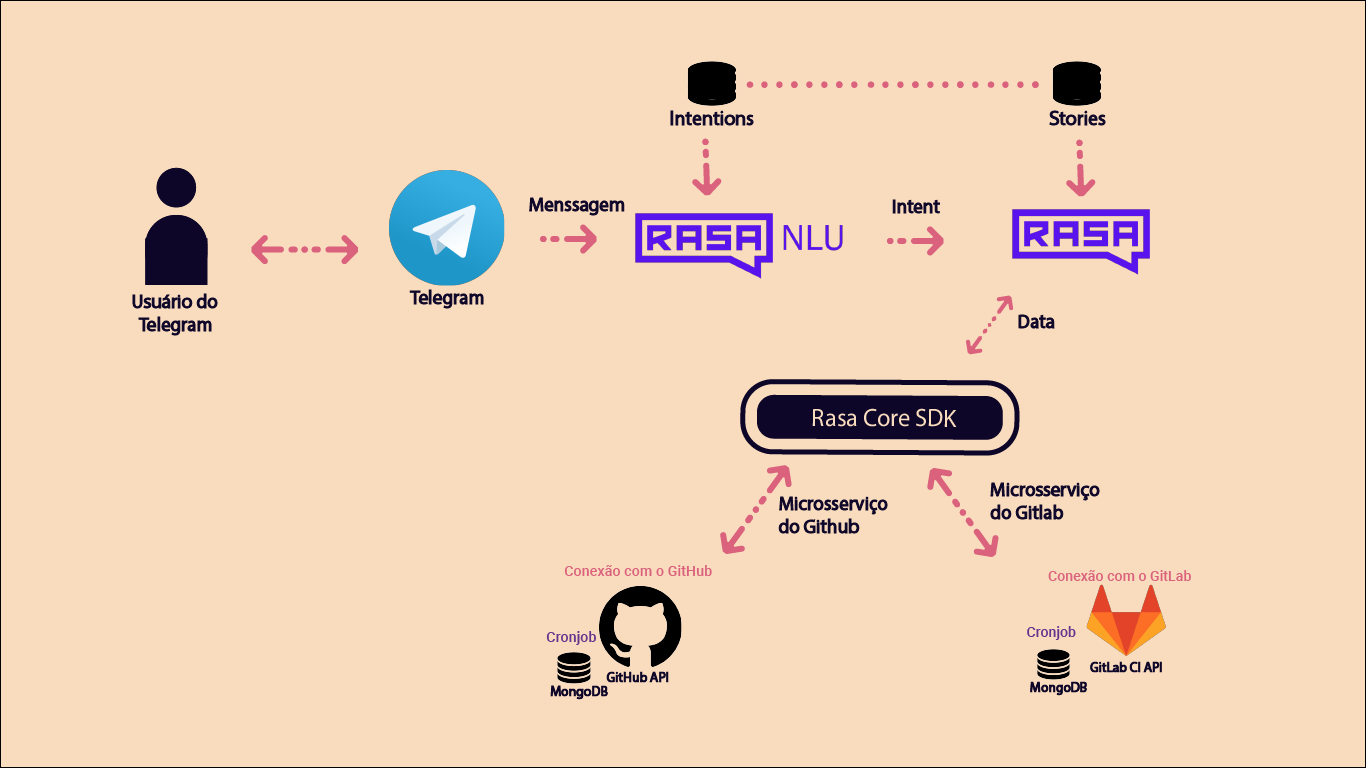 Intentions
Stories
Menssagem
Intent
RASA NLU
RASA
Usuário do
Telegram
Telegram
Data
Rasa Core SDK
Microsserviço
do Github
Microsserviço
do Gitlab
Conexão com o GitHub
Cronjob
MongoDB
GitHub API
Conexão com o GitLab
Cronjob
MongoDB
GitLab CI API